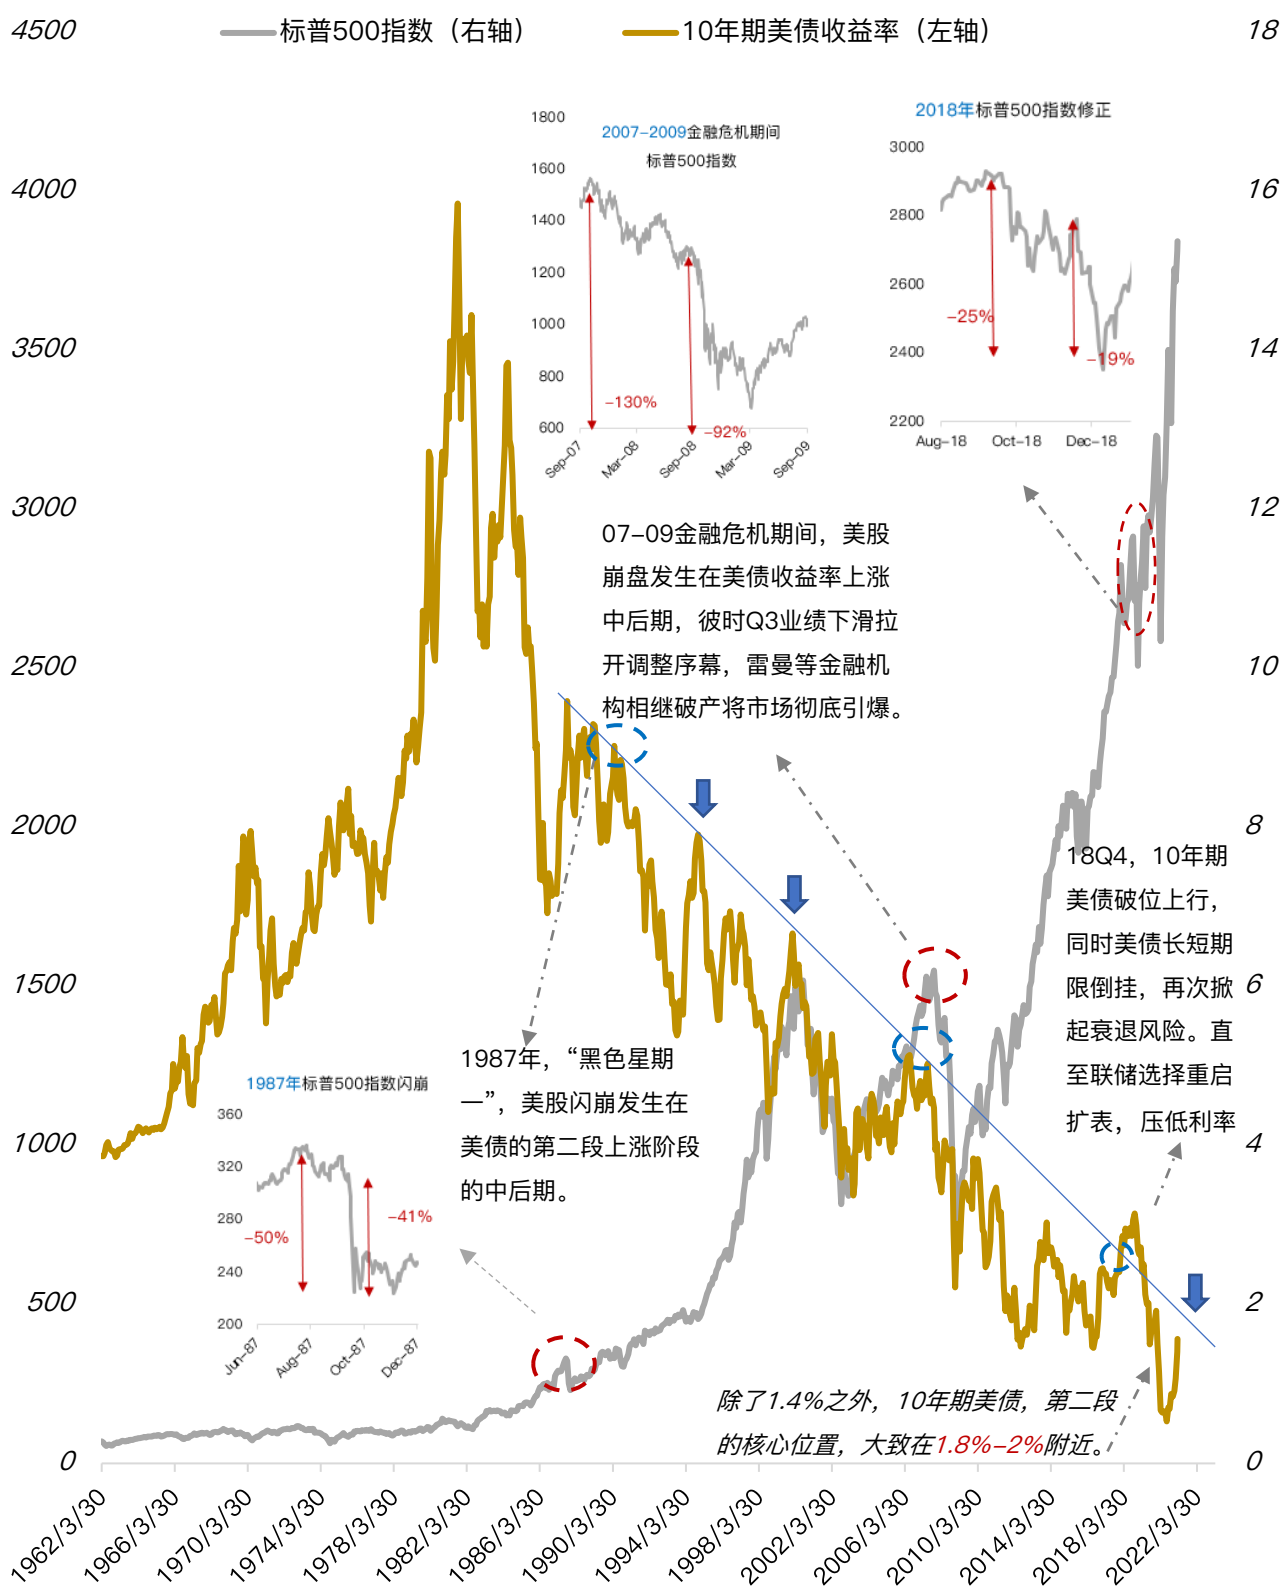 标普500指数（右轴）
10年期美债收益率（左轴）
4500
4000
3500
3000
2500
2000
1500
1000
500
0
18
16
14
12
10
8
6
4
2
0
2007-2009金融危机期间
标普500指数
1800
1600
1400
1200
1000
800
600
-130%
-92%
Sep-07
Mar-08
Sep-08
Mar-09
Sep-09
2018年标普500指数修正
3000
2800
2600
2400
2200
-25%
-19%
Aug-18
Oct-18
Dec-18
07-09金融危机期间，美股
崩盘发生在美债收益率上涨
中后期，彼时Q3业绩下滑拉
开调整序幕，雷曼等金融机
构相继破产将市场彻底引爆。
18Q4，10年期
美债破位上行，
同时美债长短期
限倒挂，再次掀
起衰退风险。直
至联储选择重启
扩表，压低利率
1987年，“黑色星期
一”，美股闪崩发生在
美债的第二段上涨阶段
的中后期。
1987年标普500指数闪崩
360
320
280
240
200
-50%
-41%
Jun-87
Aug-87
Oct-87
Dec-87
除了1.4%之外，10年期美债，第二段
的核心位置，大致在1.8%-2%附近。
1962/3/30
1966/3/30
1970/3/30
1974/3/30
1978/3/30
1982/3/30
1986/3/30
1990/3/30
1994/3/30
1998/3/30
2002/3/30
2006/3/30
2010/3/30
2014/3/30
2018/3/30
2022/3/30